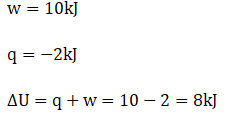 w = 10kJ
q = −2kJ
ΔU = q + w = 10 − 2 = 8kJ